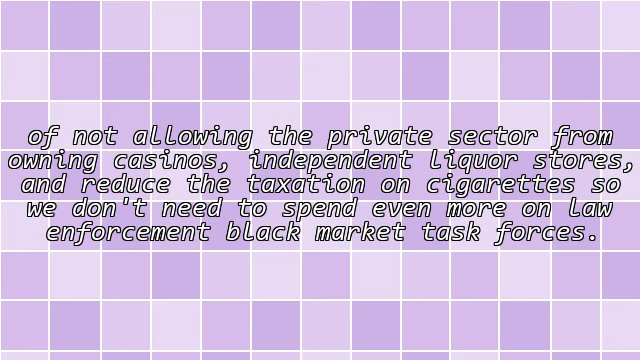 of not allowing the private sector from
owning casinos, independent liquor stores,
and reduce the taxation on cigarettes so
we don't need to spend even more on law
enforcement black market task forces.